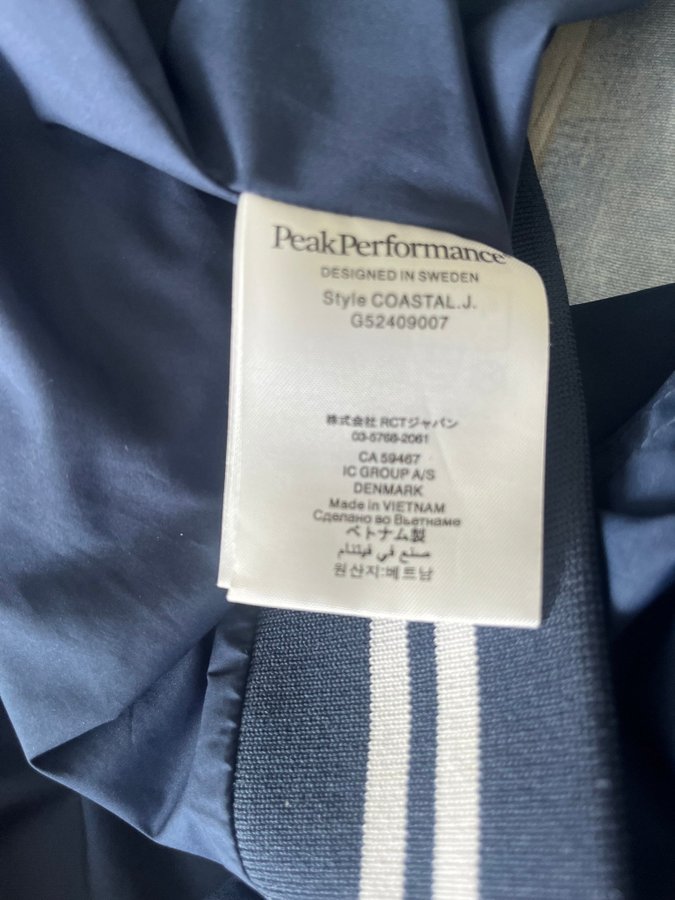 PeakPerformance
DESIGNED IN SWEDEN
Style COASTAL.J.
G52409007
株式会社 RCTジャパン
03-5768-2061
CA 59467
IC GROUP A/S
DENMARK
Made in VIETNAM
Сделано во Вьетнаме
ベトナム製
صنع في فيتنام
원산지:베트남